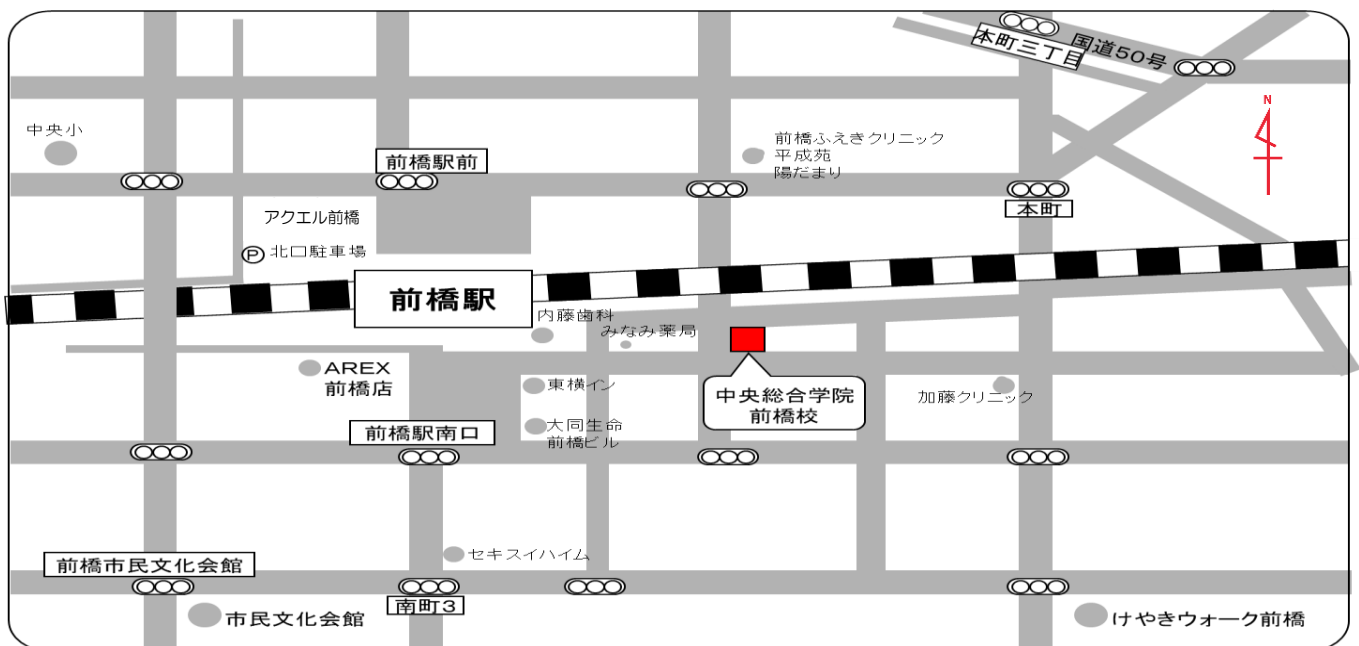 本町三丁目
国道50号
N
中央小
前橋駅前
前橋ふえきクリニック
平成苑
陽だまり
本町
アクエル前橋
P 北口駐車場
前橋駅
内藤歯科
みなみ薬局
AREX
前橋店
東横イン
中央総合学院
前橋校
加藤クリニック
大同生命
前橋ビル
前橋駅南口
セキスイハイム
前橋市民文化会館
南町3
市民文化会館
けやきウォーク前橋